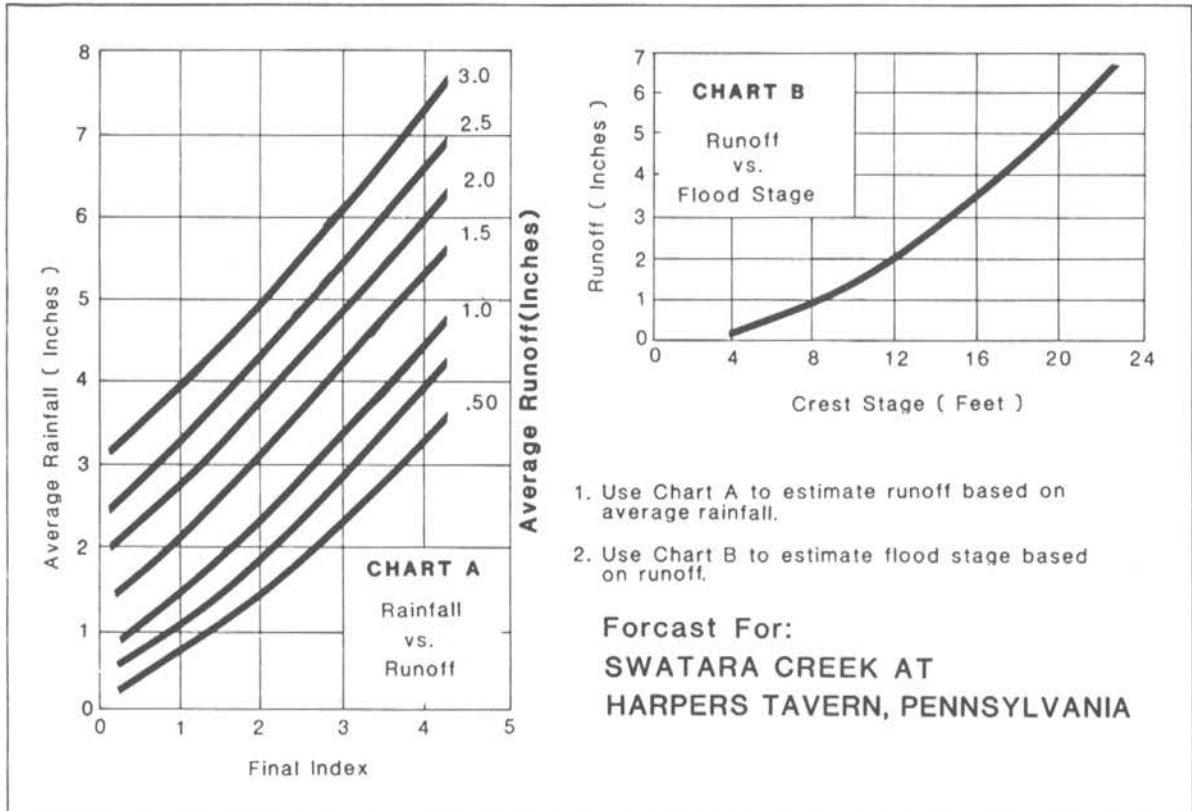 Average Rainfall ( Inches )
8
7
6
5
4
3
2
1
0
0 1 2 3 4 5
Final Index
3.0
2.5
2.0
1.5
1.0
.50
Average Runoff(Inches)
CHART A
Rainfall
vs.
Runoff
Runoff ( Inches )
7
6
5
4
3
2
1
0
0 4 8 12 16 20 24
Crest Stage ( Feet )
CHART B
Runoff
vs.
Flood Stage
1. Use Chart A to estimate runoff based on
average rainfall.
2. Use Chart B to estimate flood stage based
on runoff.
Forcast For:
SWATARA CREEK AT
HARPERS TAVERN, PENNSYLVANIA